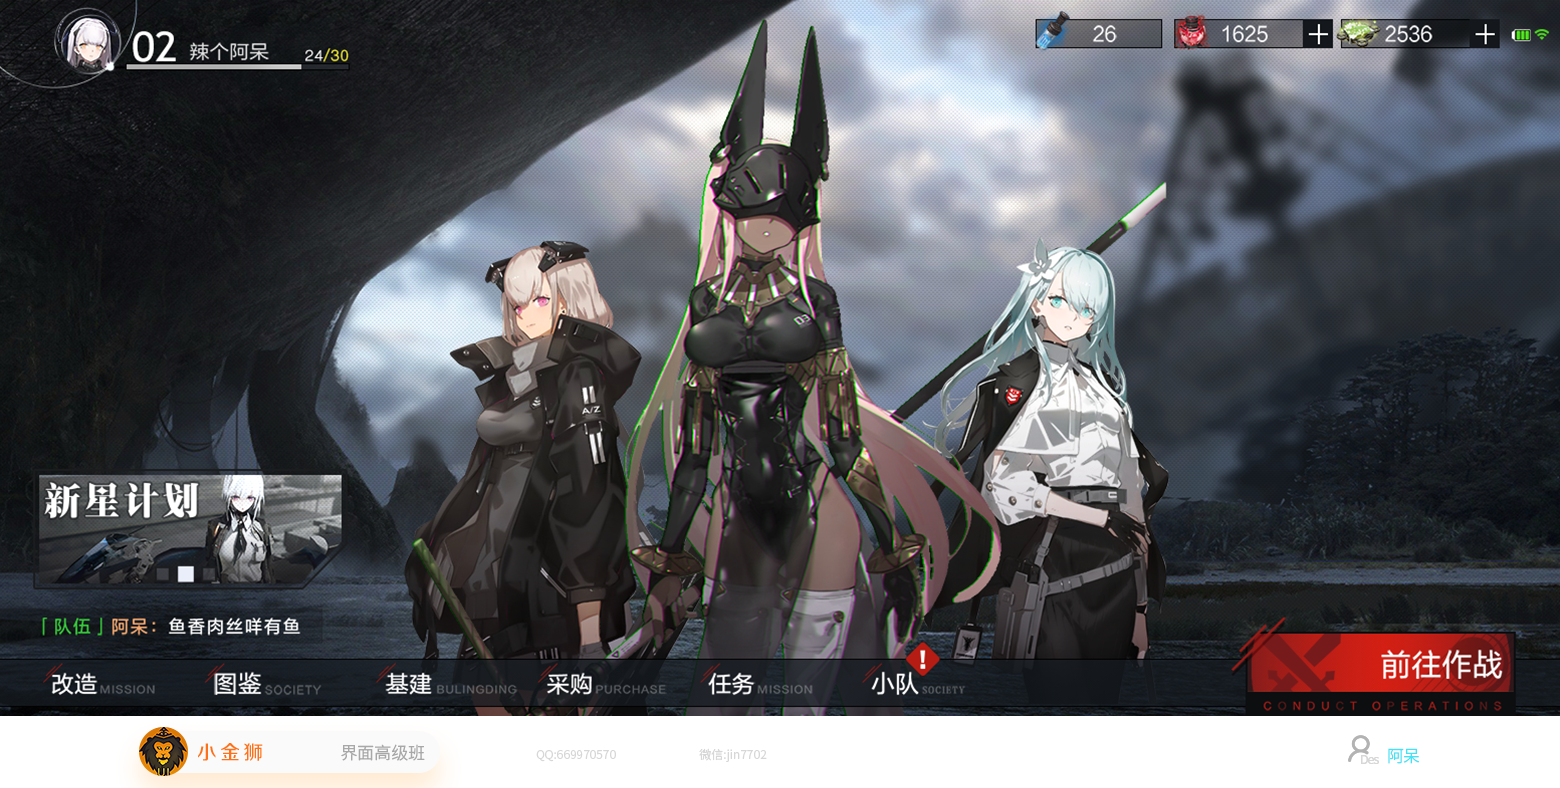 02 辣个阿呆 24/30
26 1625 2536
A/Z
03
新星计划
「队伍」阿呆：鱼香肉丝咩有鱼
改造 MISSION 图鉴 SOCIETY 基建 BULINGDING 采购 PURCHASE 任务 MISSION 小队 SOCIETY
!
前往作战
CONDUCT OPERATIONS
小金狮 界面高级班 QQ:669970570 微信:jin7702 Des 阿呆